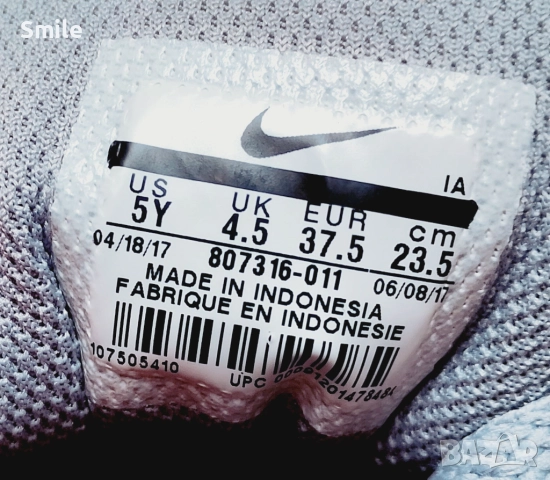 Smile
IA
US UK EUR cm
5Y 4.5 37.5 23.5
04/18/17 807316-011 06/08/17
MADE IN INDONESIA
FABRIQUE EN INDONESIE
107505410
UPC
BAZAR